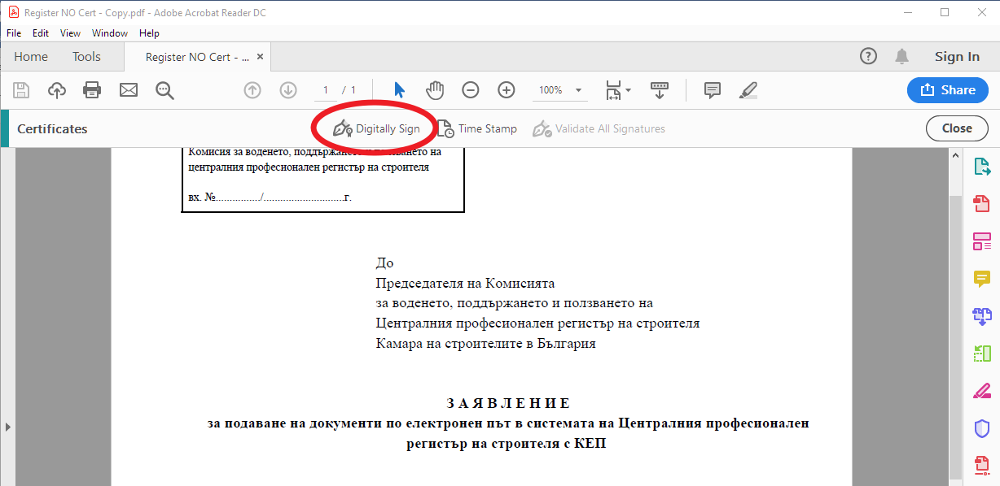 Register NO Cert - Copy.pdf - Adobe Acrobat Reader DC
File Edit View Window Help
Home Tools Register NO Cert - ... × Sign In
1 / 1 100% Share
Certificates Digitally Sign Time Stamp Validate All Signatures Close
Комисия за воденето, ползването на
централния професионален регистър на строителя
вх. №................/.............................г.
До
Председателя на Комисията
за воденето, поддържането и ползването на
Централния професионален регистър на строителя
Камара на строителите в България
З А Я В Л Е Н И Е
за подаване на документи по електронен път в системата на Централния професионален
регистър на строителя с КЕП